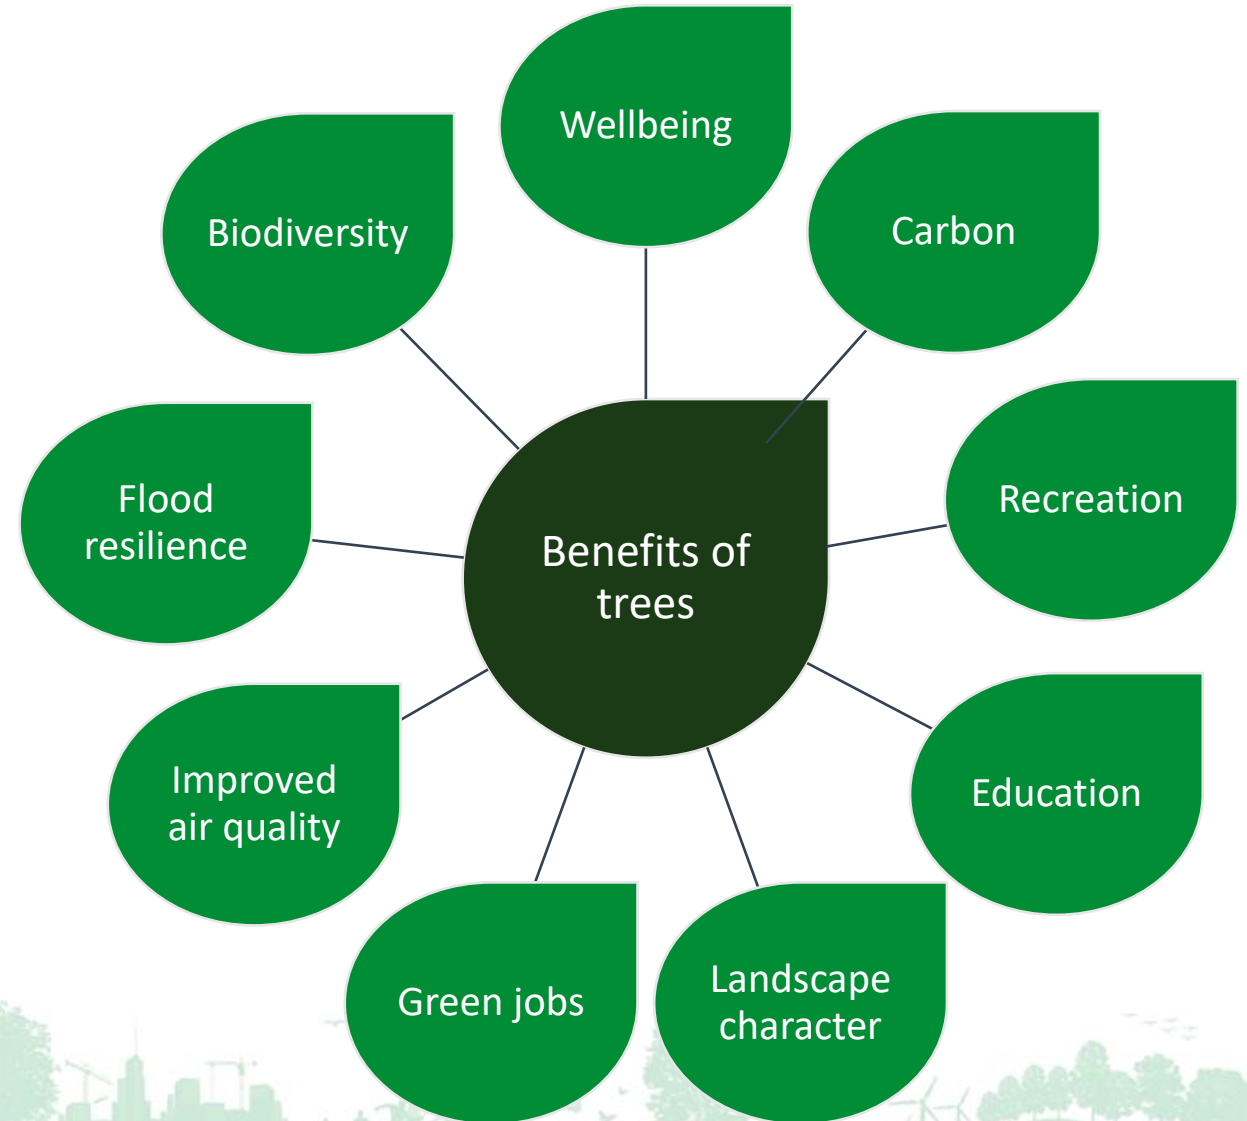 Wellbeing
Carbon
Biodiversity
Recreation
Flood
resilience
Benefits of
trees
Education
Improved
air quality
Landscape
character
Green jobs